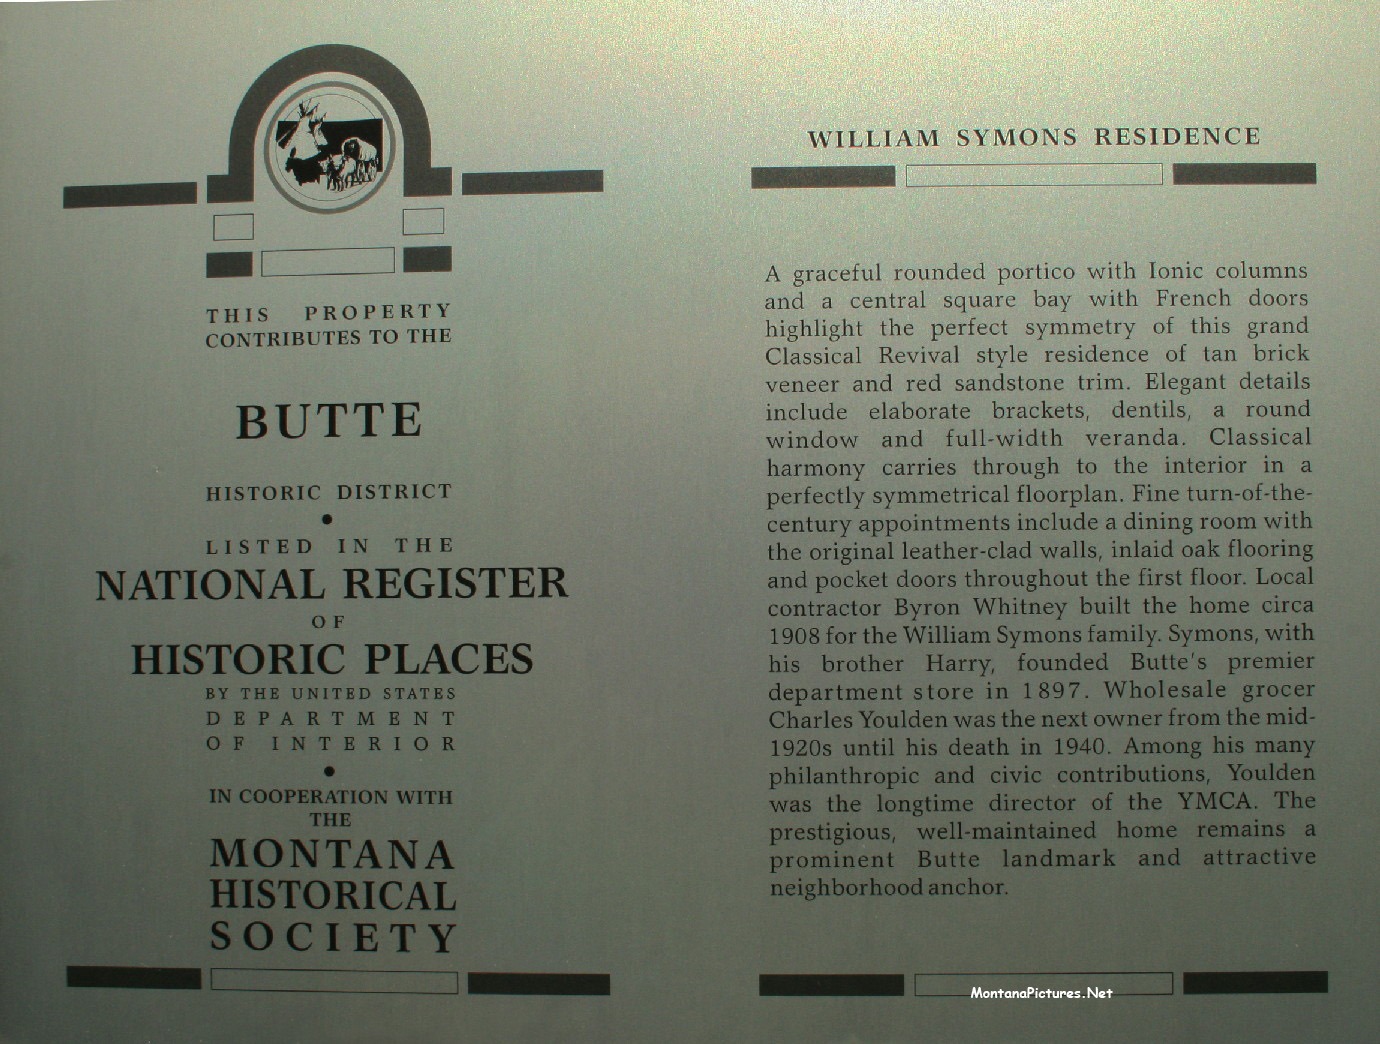 THIS PROPERTY
CONTRIBUTES TO THE
BUTTE
HISTORIC DISTRICT
•
LISTED IN THE
NATIONAL REGISTER
OF
HISTORIC PLACES
BY THE UNITED STATES
DEPARTMENT
OF INTERIOR
•
IN COOPERATION WITH
THE
MONTANA
HISTORICAL
SOCIETY
WILLIAM SYMONS RESIDENCE
A graceful rounded portico with Ionic columns
and a central square bay with French doors
highlight the perfect symmetry of this grand
Classical Revival style residence of tan brick
veneer and red sandstone trim. Elegant details
include elaborate brackets, dentils, a round
window and full-width veranda. Classical
harmony carries through to the interior in a
perfectly symmetrical floorplan. Fine turn-of-the-
century appointments include a dining room with
the original leather-clad walls, inlaid oak flooring
and pocket doors throughout the first floor. Local
contractor Byron Whitney built the home circa
1908 for the William Symons family. Symons, with
his brother Harry, founded Butte's premier
department store in 1897. Wholesale grocer
Charles Youlden was the next owner from the mid-
1920s until his death in 1940. Among his many
philanthropic and civic contributions, Youlden
was the longtime director of the YMCA. The
prestigious, well-maintained home remains a
prominent Butte landmark and attractive
neighborhood anchor.
MontanaPictures.Net